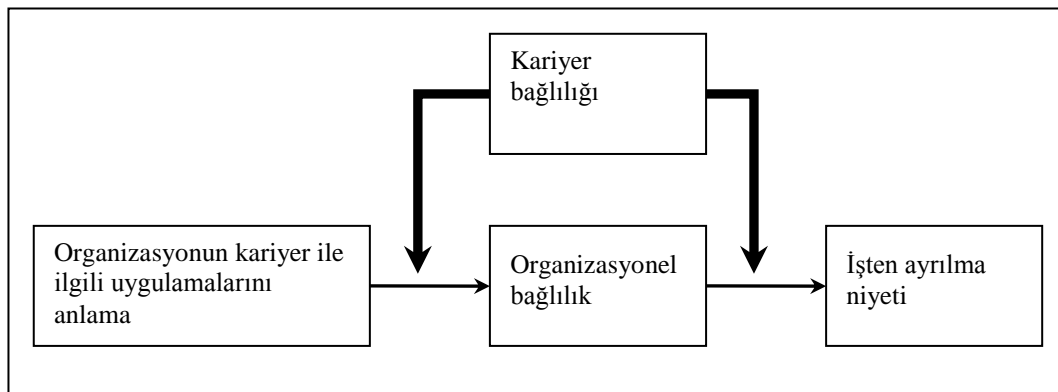 Kariyer
bağlılığı
Organizasyonun kariyer ile
ilgili uygulamalarını
anlama
Organizasyonel
bağlılık
İşten ayrılma
niyeti